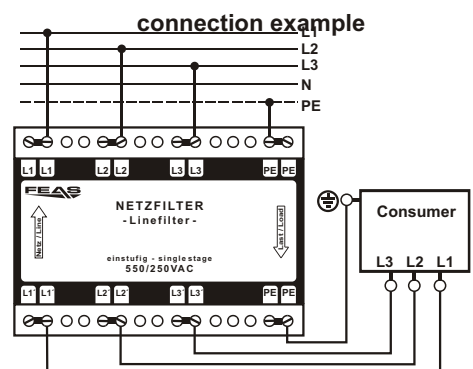 connection example
L1
L2
L3
N
PE
L1 L1 L2 L2 L3 L3 PE PE
FEAS
NETZFILTER
-Linefilter-
Netz / Line
Last / Load
einstufig - single stage
550/250VAC
L1' L1' L2' L2' L3' L3' PE PE
Consumer
L3 L2 L1